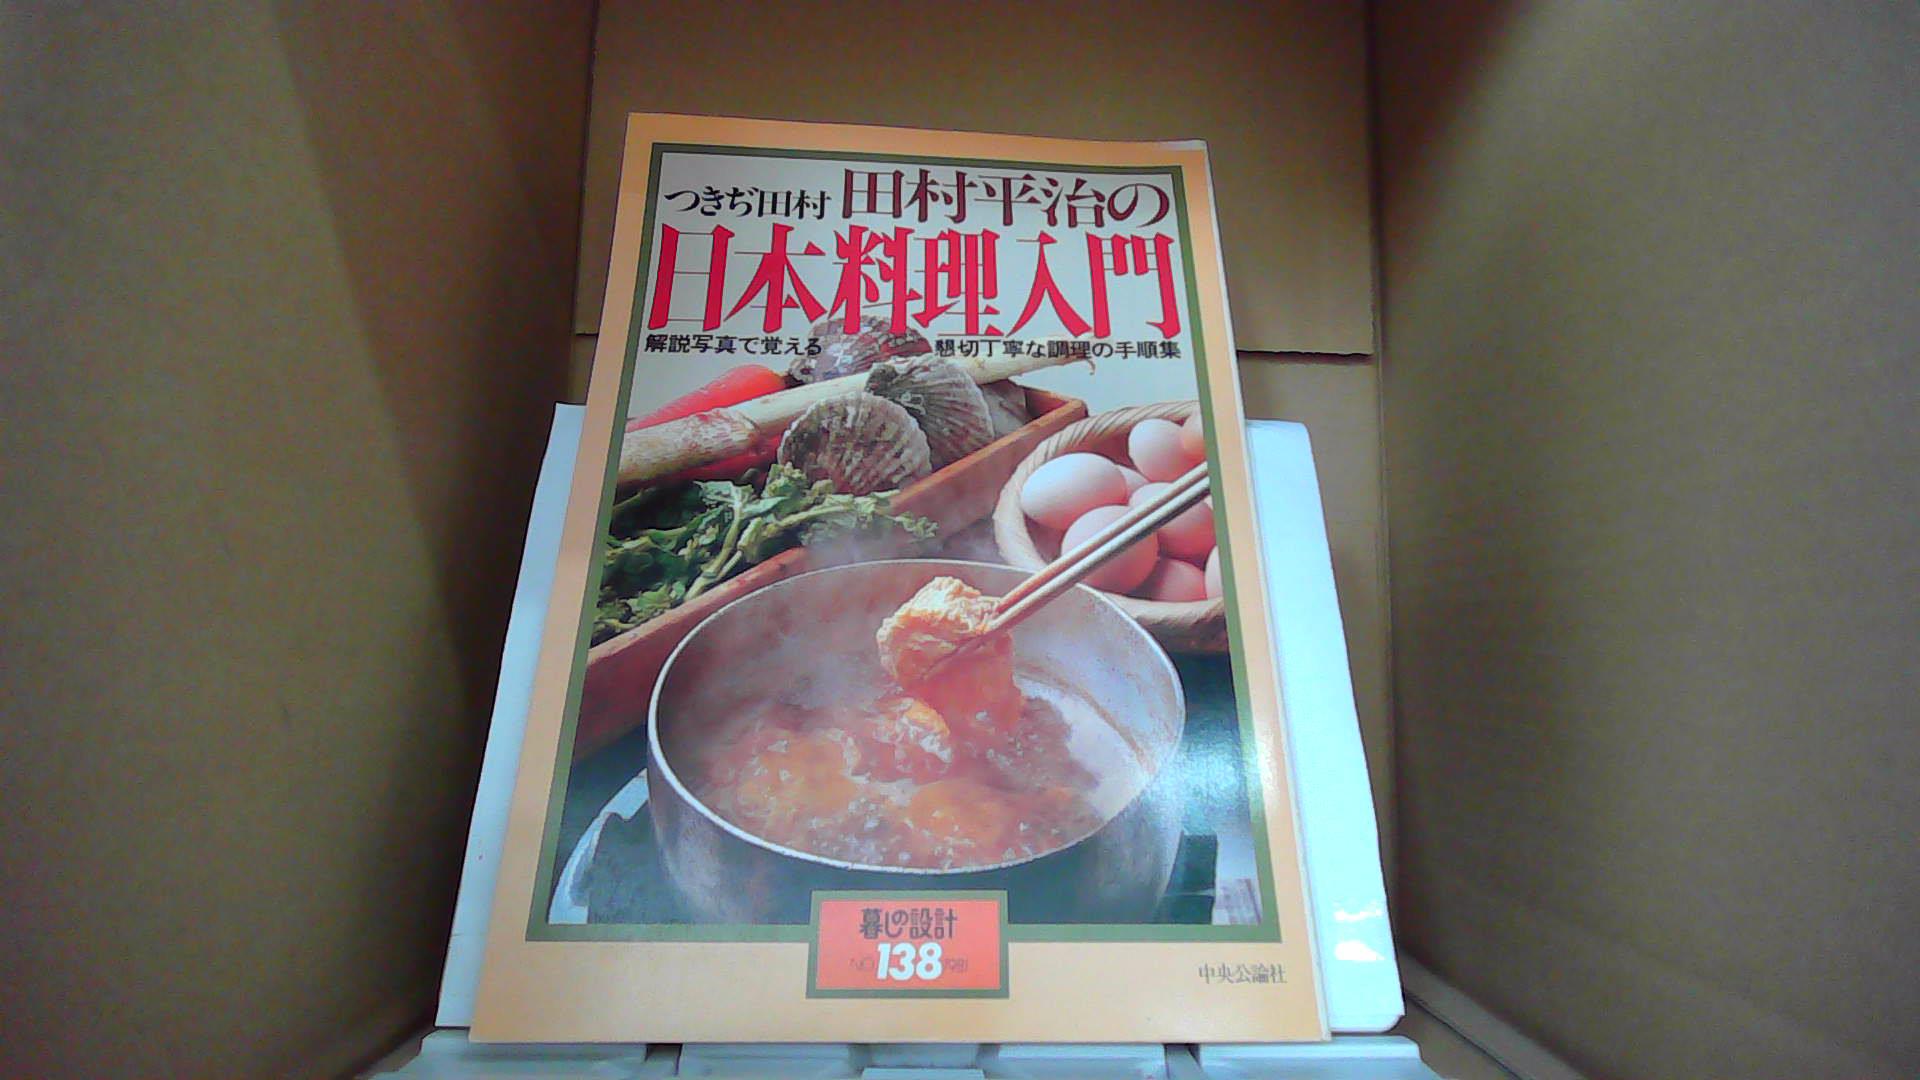 つきぢ田村 田村平治の
日本料理入門
解説写真で覚える 懇切丁寧な調理の手順集
暮しの設計
NO.138 1981
中央公論社